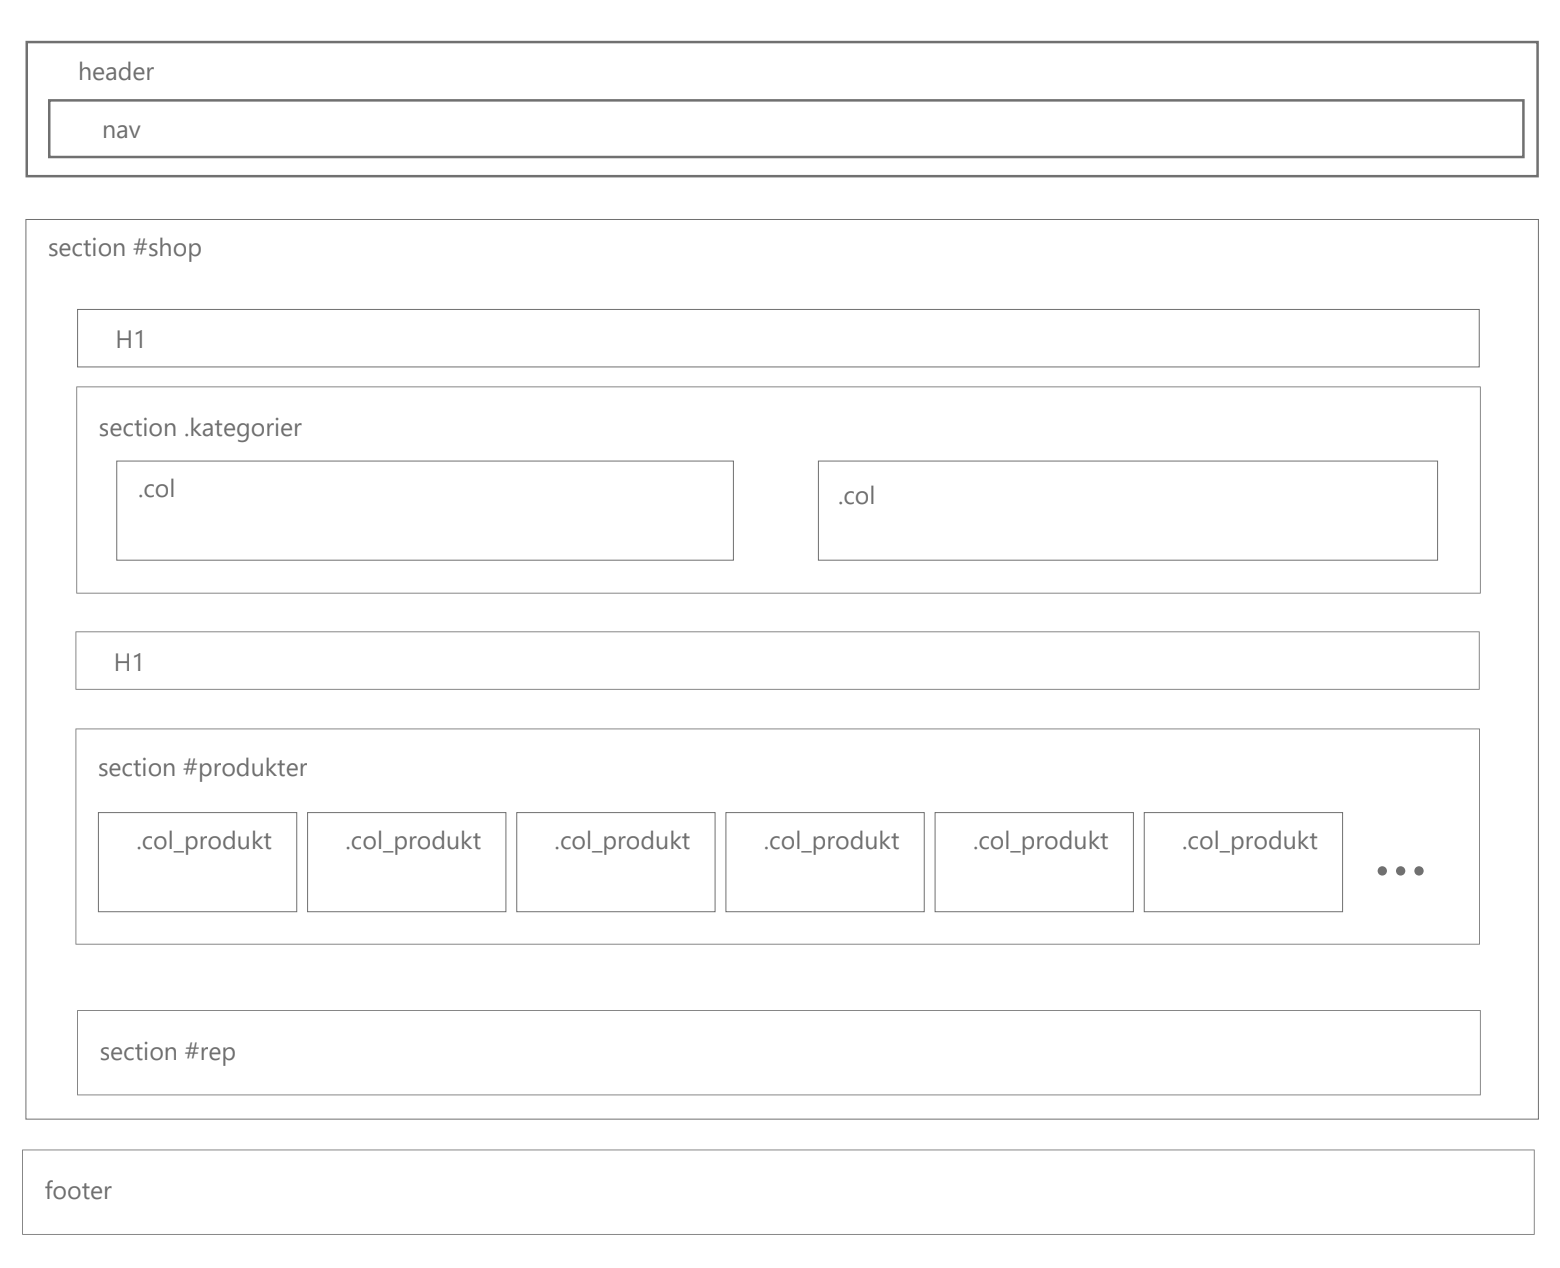 header
nav
section #shop
H1
section .kategorier
.col
.col
H1
section #produkter
.col_produkt
.col_produkt
.col_produkt
.col_produkt
.col_produkt
.col_produkt
section #rep
footer